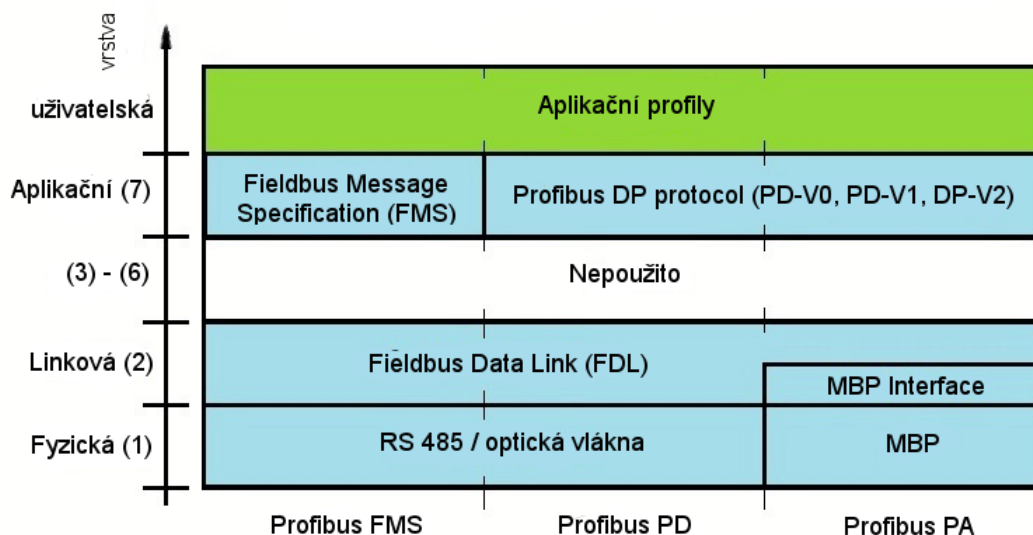 vrstva
uživatelská
Aplikační profily
Aplikační (7)
Fieldbus Message
Specification (FMS)
Profibus DP protocol (PD-V0, PD-V1, DP-V2)
(3) - (6)
Nepoužito
Linková (2)
Fieldbus Data Link (FDL)
MBP Interface
Fyzická (1)
RS 485 / optická vlákna
MBP
Profibus FMS
Profibus PD
Profibus PA